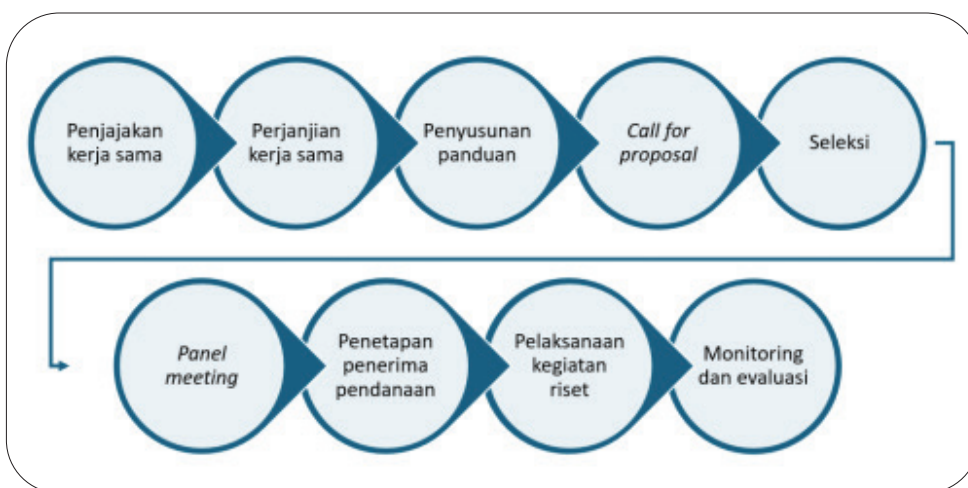 Penjajakan
kerja sama
Perjanjian
kerja sama
Penyusunan
panduan
Call for
proposal
Seleksi
Panel
meeting
Penetapan
penerima
pendanaan
Pelaksanaan
kegiatan
riset
Monitoring
dan evaluasi